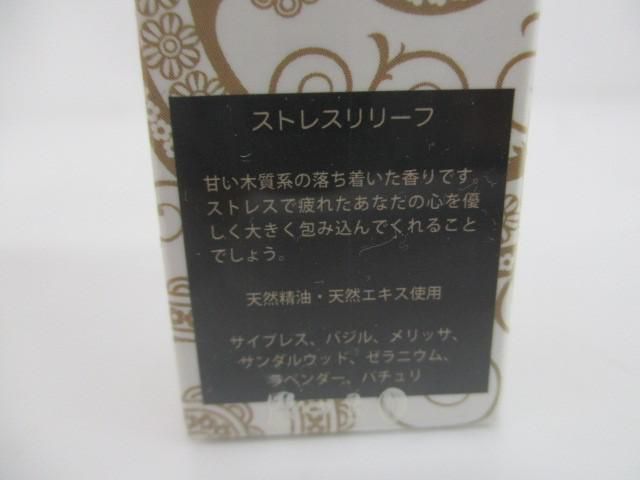 ストレスリリーフ
甘い木質系の落ち着いた香りです。
ストレスで疲れたあなたの心を優
しく大きく包み込んでくれること
でしょう。
天然精油・天然エキス使用
サイプレス、バジル、メリッサ、
サンダルウッド、ゼラニウム、
ラベンダー、パチュリ